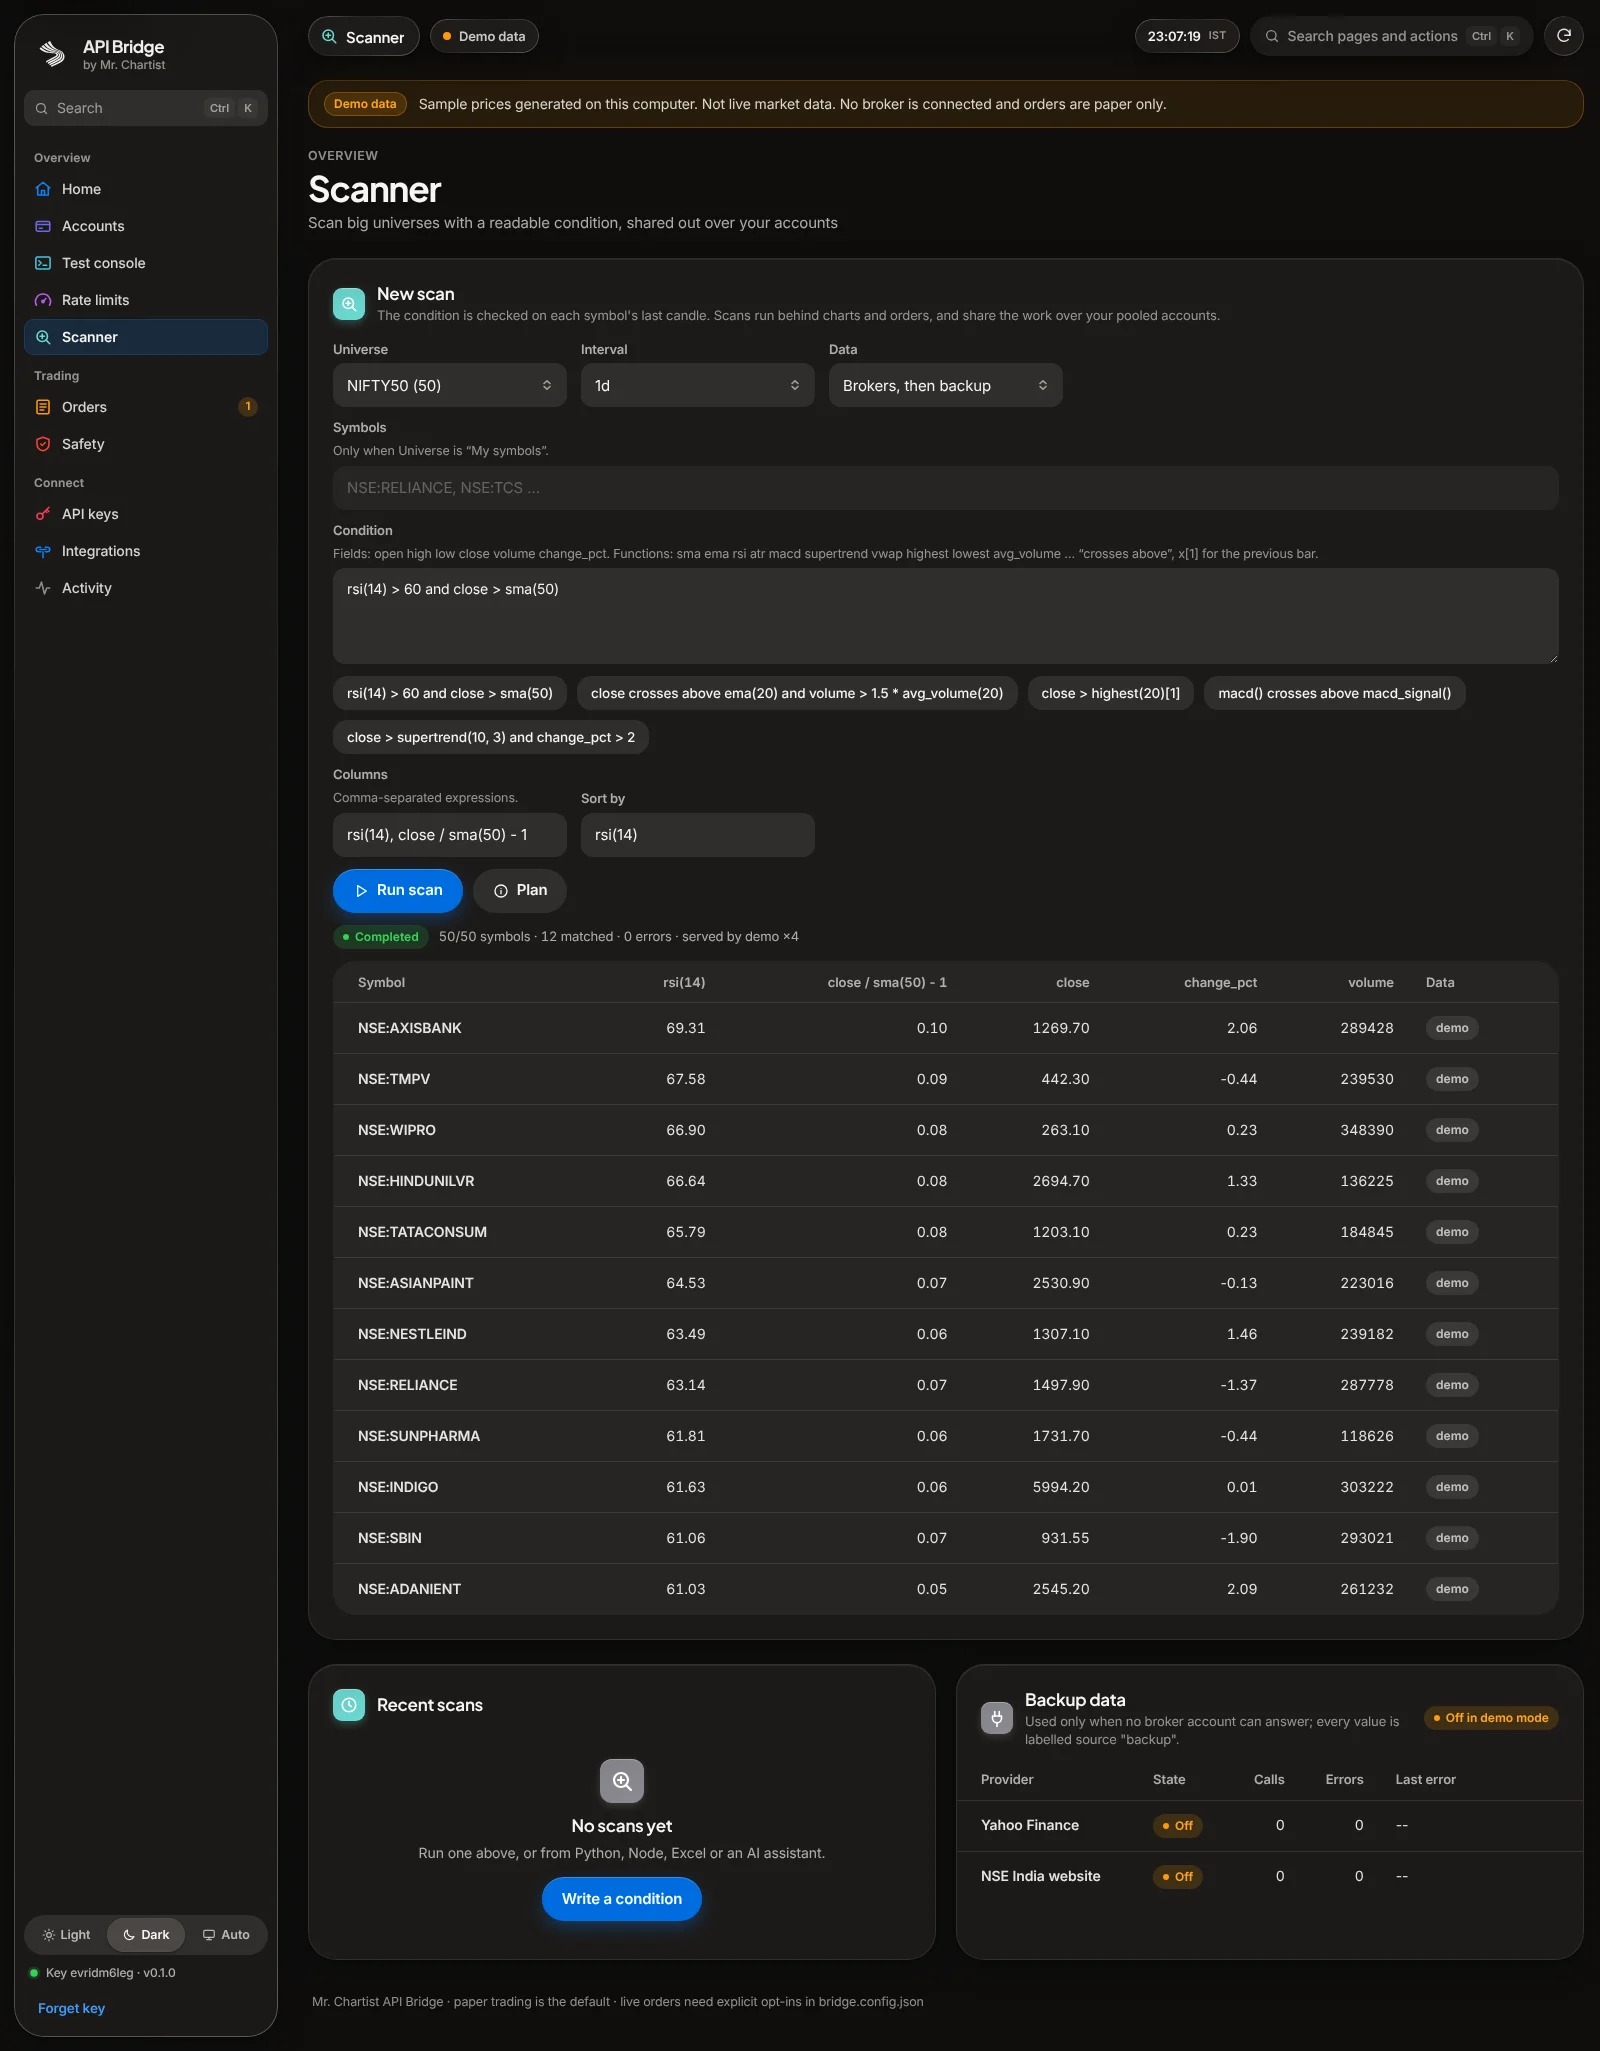 API Bridge
by Mr. Chartist
Search Ctrl K
Overview
Home
Accounts
Test console
Rate limits
Scanner
Trading
Orders 1
Safety
Connect
API keys
Integrations
Activity
Light Dark Auto
Key evridm6leg · v0.1.0
Forget key
Scanner Demo data 23:07:19 IST Search pages and actions Ctrl K
Demo data Sample prices generated on this computer. Not live market data. No broker is connected and orders are paper only.
OVERVIEW
Scanner
Scan big universes with a readable condition, shared out over your accounts
New scan
The condition is checked on each symbol's last candle. Scans run behind charts and orders, and share the work over your pooled accounts.
Universe Interval Data
NIFTY50 (50) 1d Brokers, then backup
Symbols
Only when Universe is “My symbols”.
NSE:RELIANCE, NSE:TCS ...
Condition
Fields: open high low close volume change_pct. Functions: sma ema rsi atr macd supertrend vwap highest lowest avg_volume ... “crosses above”, x[1] for the previous bar.
rsi(14) > 60 and close > sma(50)
rsi(14) > 60 and close > sma(50) close crosses above ema(20) and volume > 1.5 * avg_volume(20) close > highest(20)[1] macd() crosses above macd_signal()
close > supertrend(10, 3) and change_pct > 2
Columns
Comma-separated expressions. Sort by
rsi(14), close / sma(50) - 1 rsi(14)
Run scan Plan
Completed 50/50 symbols · 12 matched · 0 errors · served by demo ×4
Symbol rsi(14) close / sma(50) - 1 close change_pct volume Data
NSE:AXISBANK 69.31 0.10 1269.70 2.06 289428 demo
NSE:TMPV 67.58 0.09 442.30 -0.44 239530 demo
NSE:WIPRO 66.90 0.08 263.10 0.23 348390 demo
NSE:HINDUNILVR 66.64 0.08 2694.70 1.33 136225 demo
NSE:TATACONSUM 65.79 0.08 1203.10 0.23 184845 demo
NSE:ASIANPAINT 64.53 0.07 2530.90 -0.13 223016 demo
NSE:NESTLEIND 63.49 0.06 1307.10 1.46 239182 demo
NSE:RELIANCE 63.14 0.07 1497.90 -1.37 287778 demo
NSE:SUNPHARMA 61.81 0.06 1731.70 -0.44 118626 demo
NSE:INDIGO 61.63 0.06 5994.20 0.01 303222 demo
NSE:SBIN 61.06 0.07 931.55 -1.90 293021 demo
NSE:ADANIENT 61.03 0.05 2545.20 2.09 261232 demo
Recent scans
No scans yet
Run one above, or from Python, Node, Excel or an AI assistant.
Write a condition
Backup data
Used only when no broker account can answer; every value is
labelled source "backup".
Off in demo mode
Provider State Calls Errors Last error
Yahoo Finance Off 0 0 --
NSE India website Off 0 0 --
Mr. Chartist API Bridge · paper trading is the default · live orders need explicit opt-ins in bridge.config.json